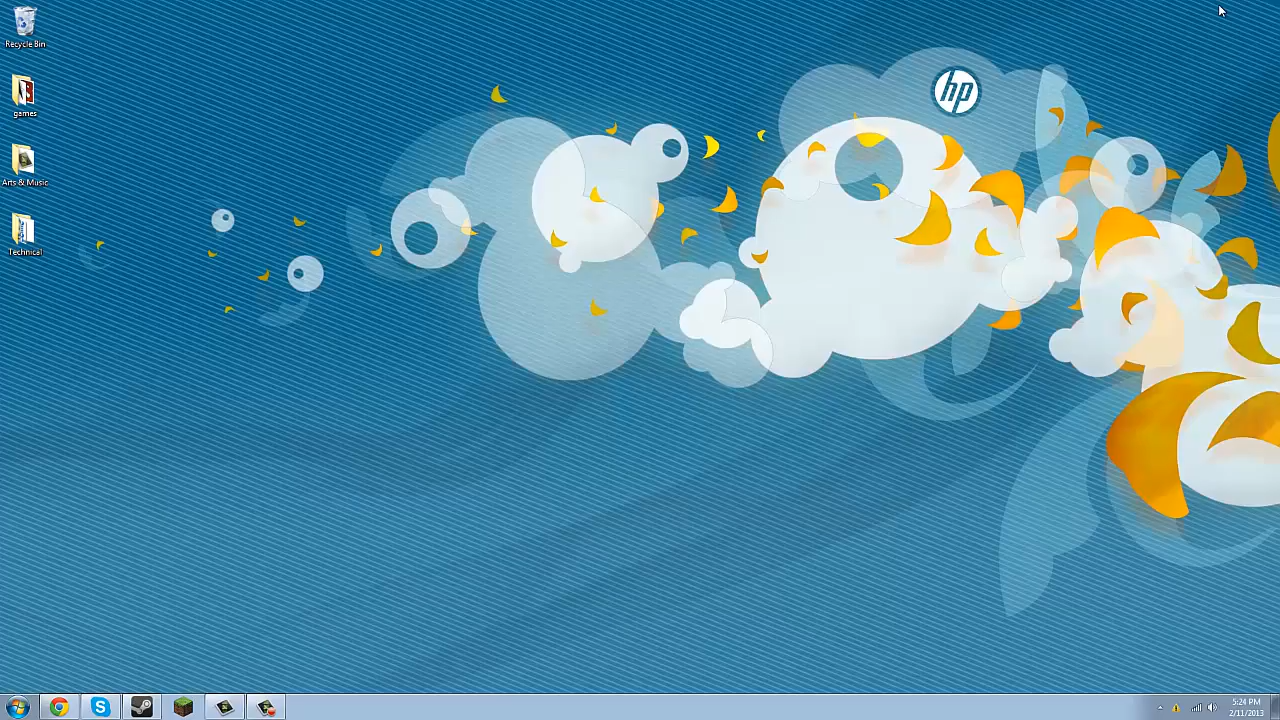 Recycle Bin
hp
games
Arts & Music
Technical
5:24 PM
2/11/2013